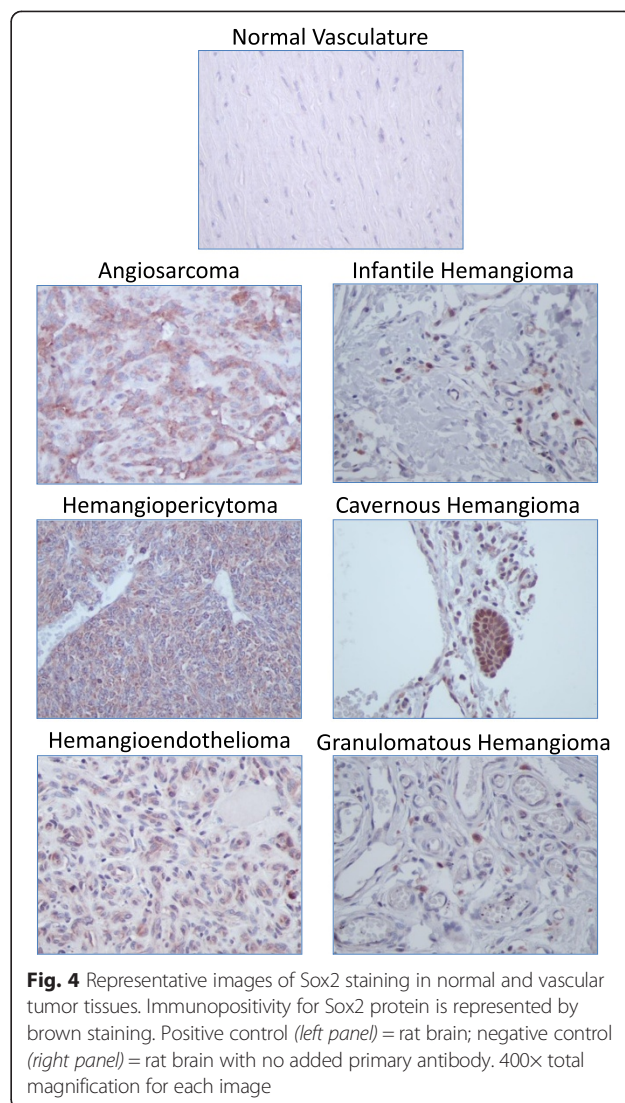 Normal Vasculature
Angiosarcoma
Infantile Hemangioma
Hemangiopericytoma
Cavernous Hemangioma
Hemangioendothelioma
Granulomatous Hemangioma
Fig. 4 Representative images of Sox2 staining in normal and vascular
tumor tissues. Immunopositivity for Sox2 protein is represented by
brown staining. Positive control (left panel) = rat brain; negative control
(right panel) = rat brain with no added primary antibody. 400× total
magnification for each image